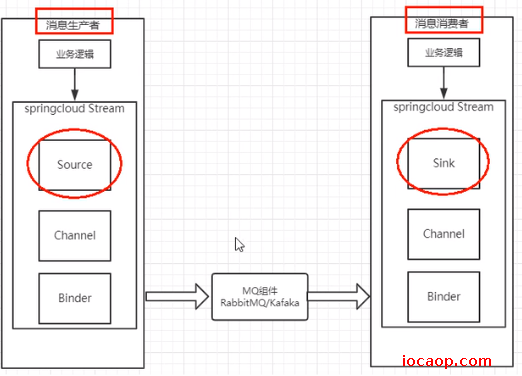 消息生产者
业务逻辑
springcloud Stream
Source
Channel
Binder
MQ组件
RabbitMQ/Kafaka
消息消费者
业务逻辑
springcloud Stream
Sink
Channel
Binder
iocaop.com